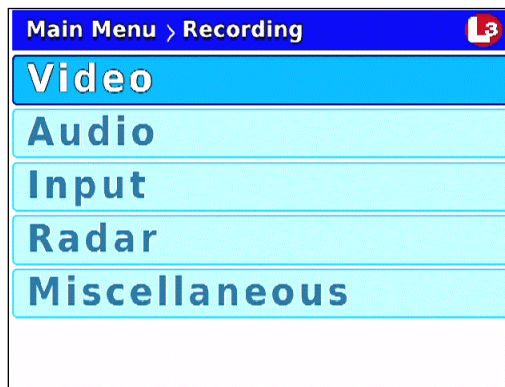 Main Menu > Recording L3
Video
Audio
Input
Radar
Miscellaneous